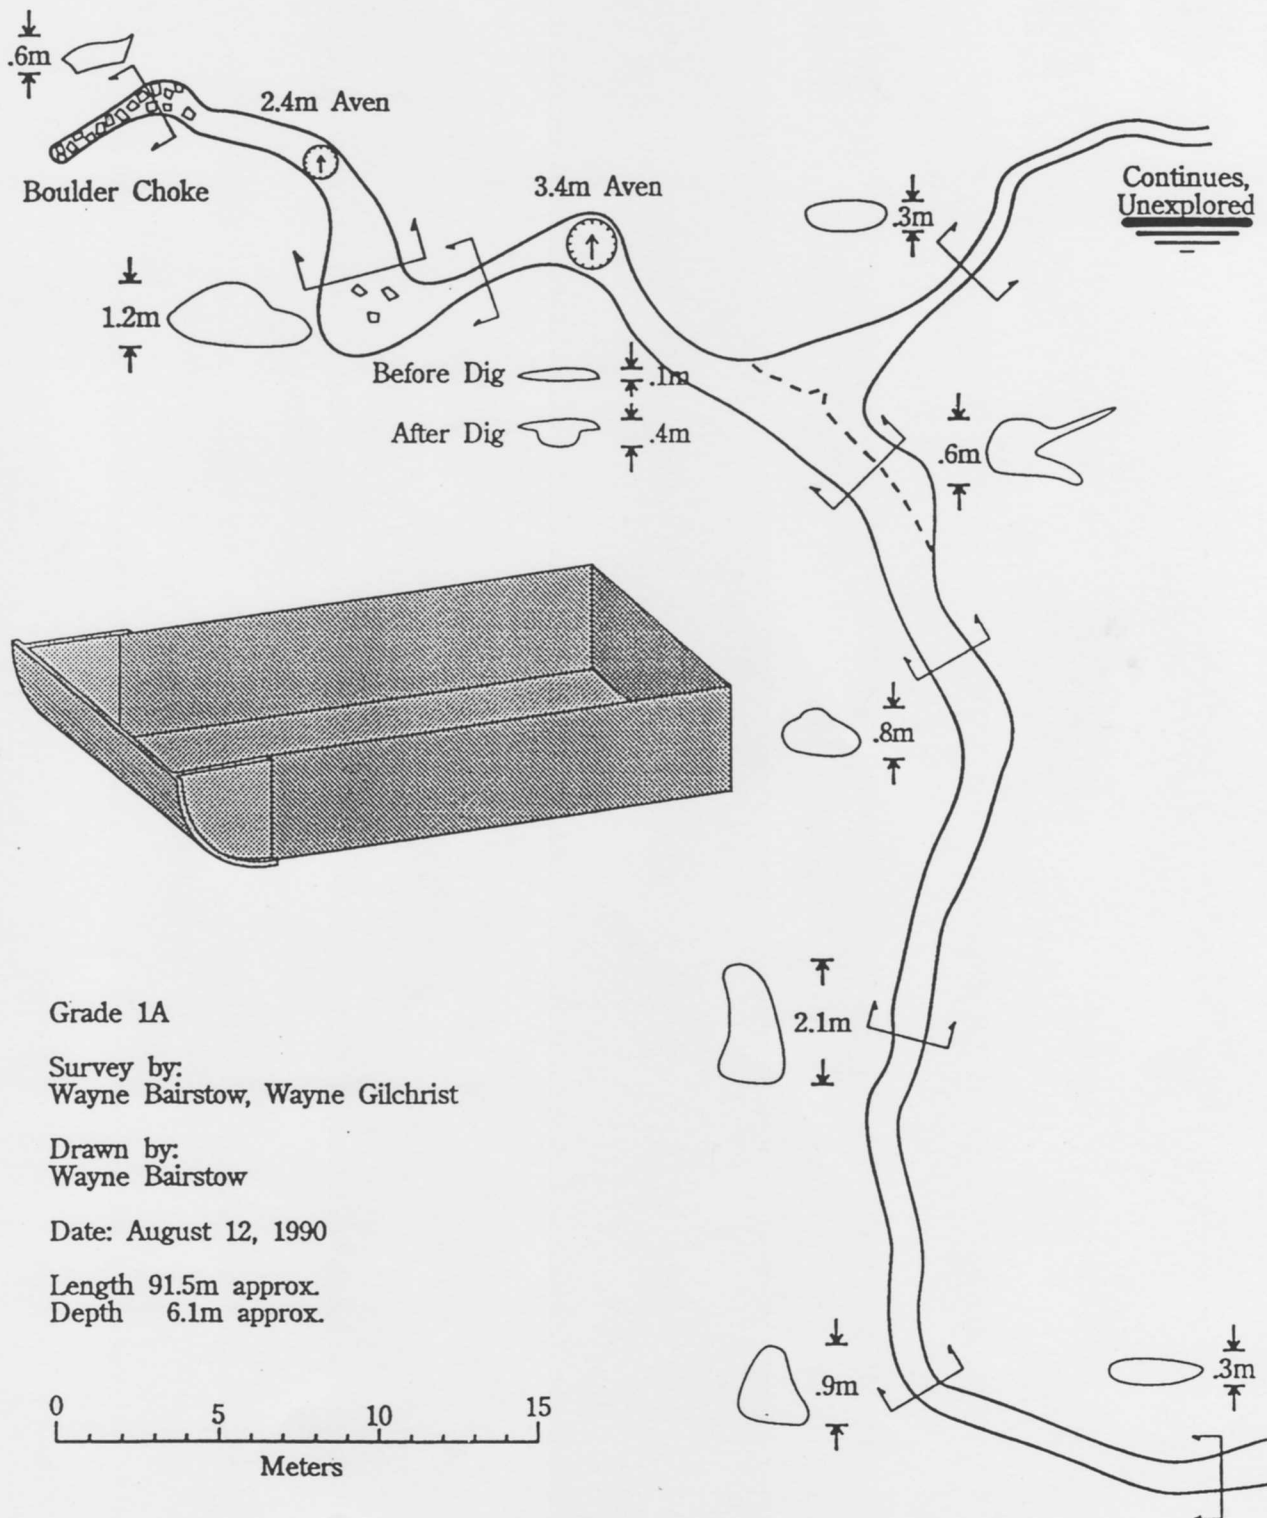 .6m
2.4m Aven
Boulder Choke
3.4m Aven
.3m
Continues,
Unexplored
1.2m
Before Dig
.1m
After Dig
.4m
.6m
.8m
2.1m
Grade 1A
Survey by:
Wayne Bairstow, Wayne Gilchrist
Drawn by:
Wayne Bairstow
Date: August 12, 1990
Length 91.5m approx.
Depth 6.1m approx.
.9m
.3m
0 5 10 15
Meters